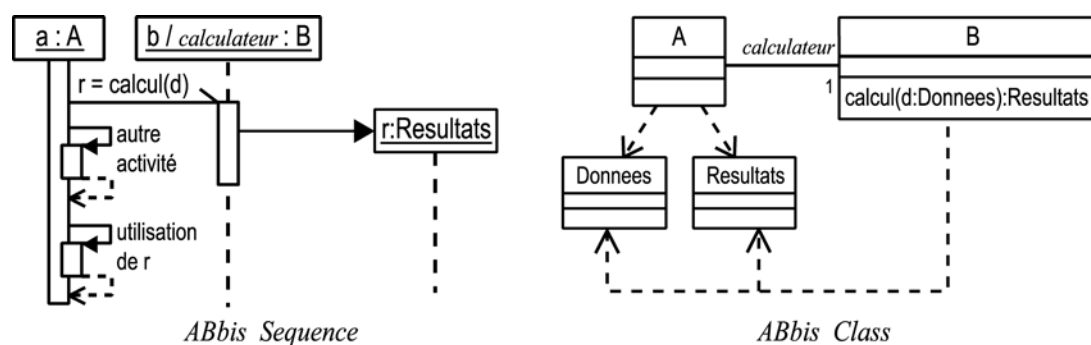 a : A
b / calculateur : B
r = calcul(d)
autre
activité
r:Resultats
utilisation
de r
ABbis Sequence
A
B
calculateur
1
calcul(d:Donnees):Resultats
Donnees
Resultats
ABbis Class